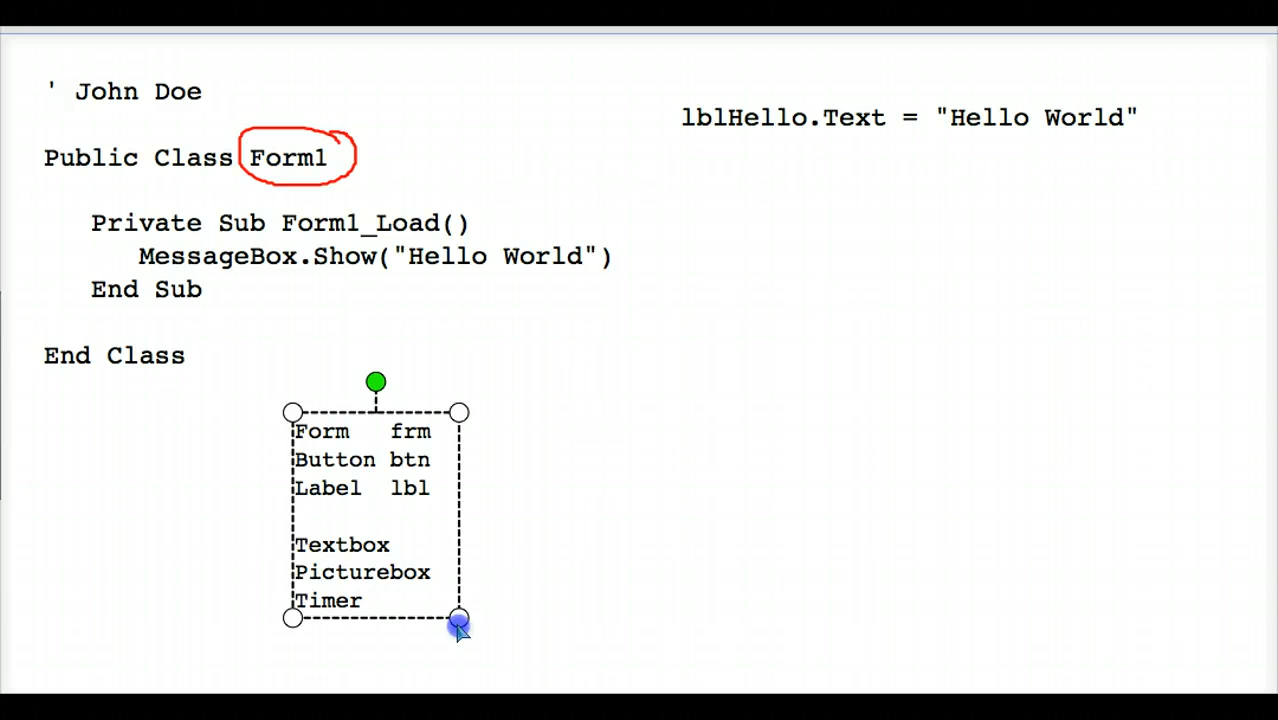 ' John Doe
Public Class Form1
Private Sub Form1_Load()
MessageBox.Show("Hello World")
End Sub
End Class
lblHello.Text = "Hello World"
Form frm
Button btn
Label lbl
Textbox
Picturebox
Timer